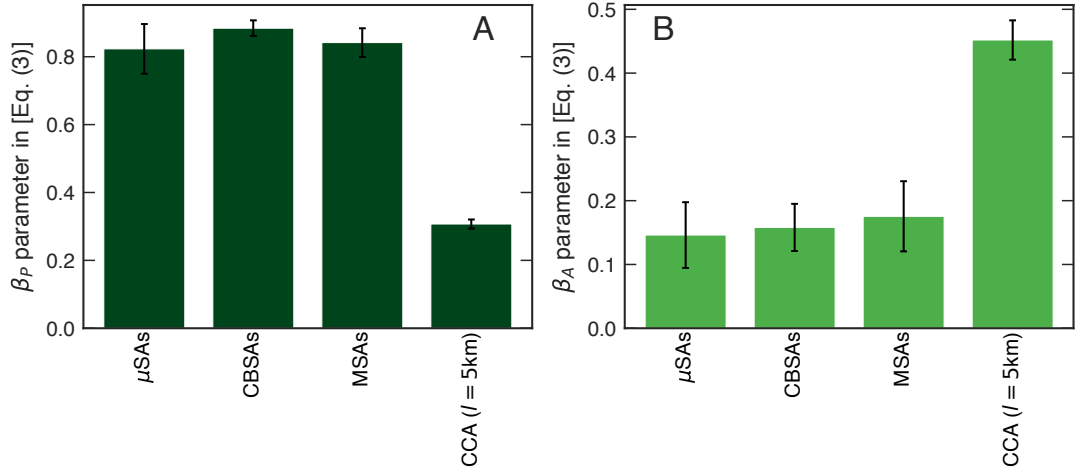 A
β_P parameter in [Eq. (3)]
0.8
0.6
0.4
0.2
0.0
μSAs
CBSAs
MSAs
CCA (l = 5km)
B
β_A parameter in [Eq. (3)]
0.5
0.4
0.3
0.2
0.1
0.0
μSAs
CBSAs
MSAs
CCA (l = 5km)